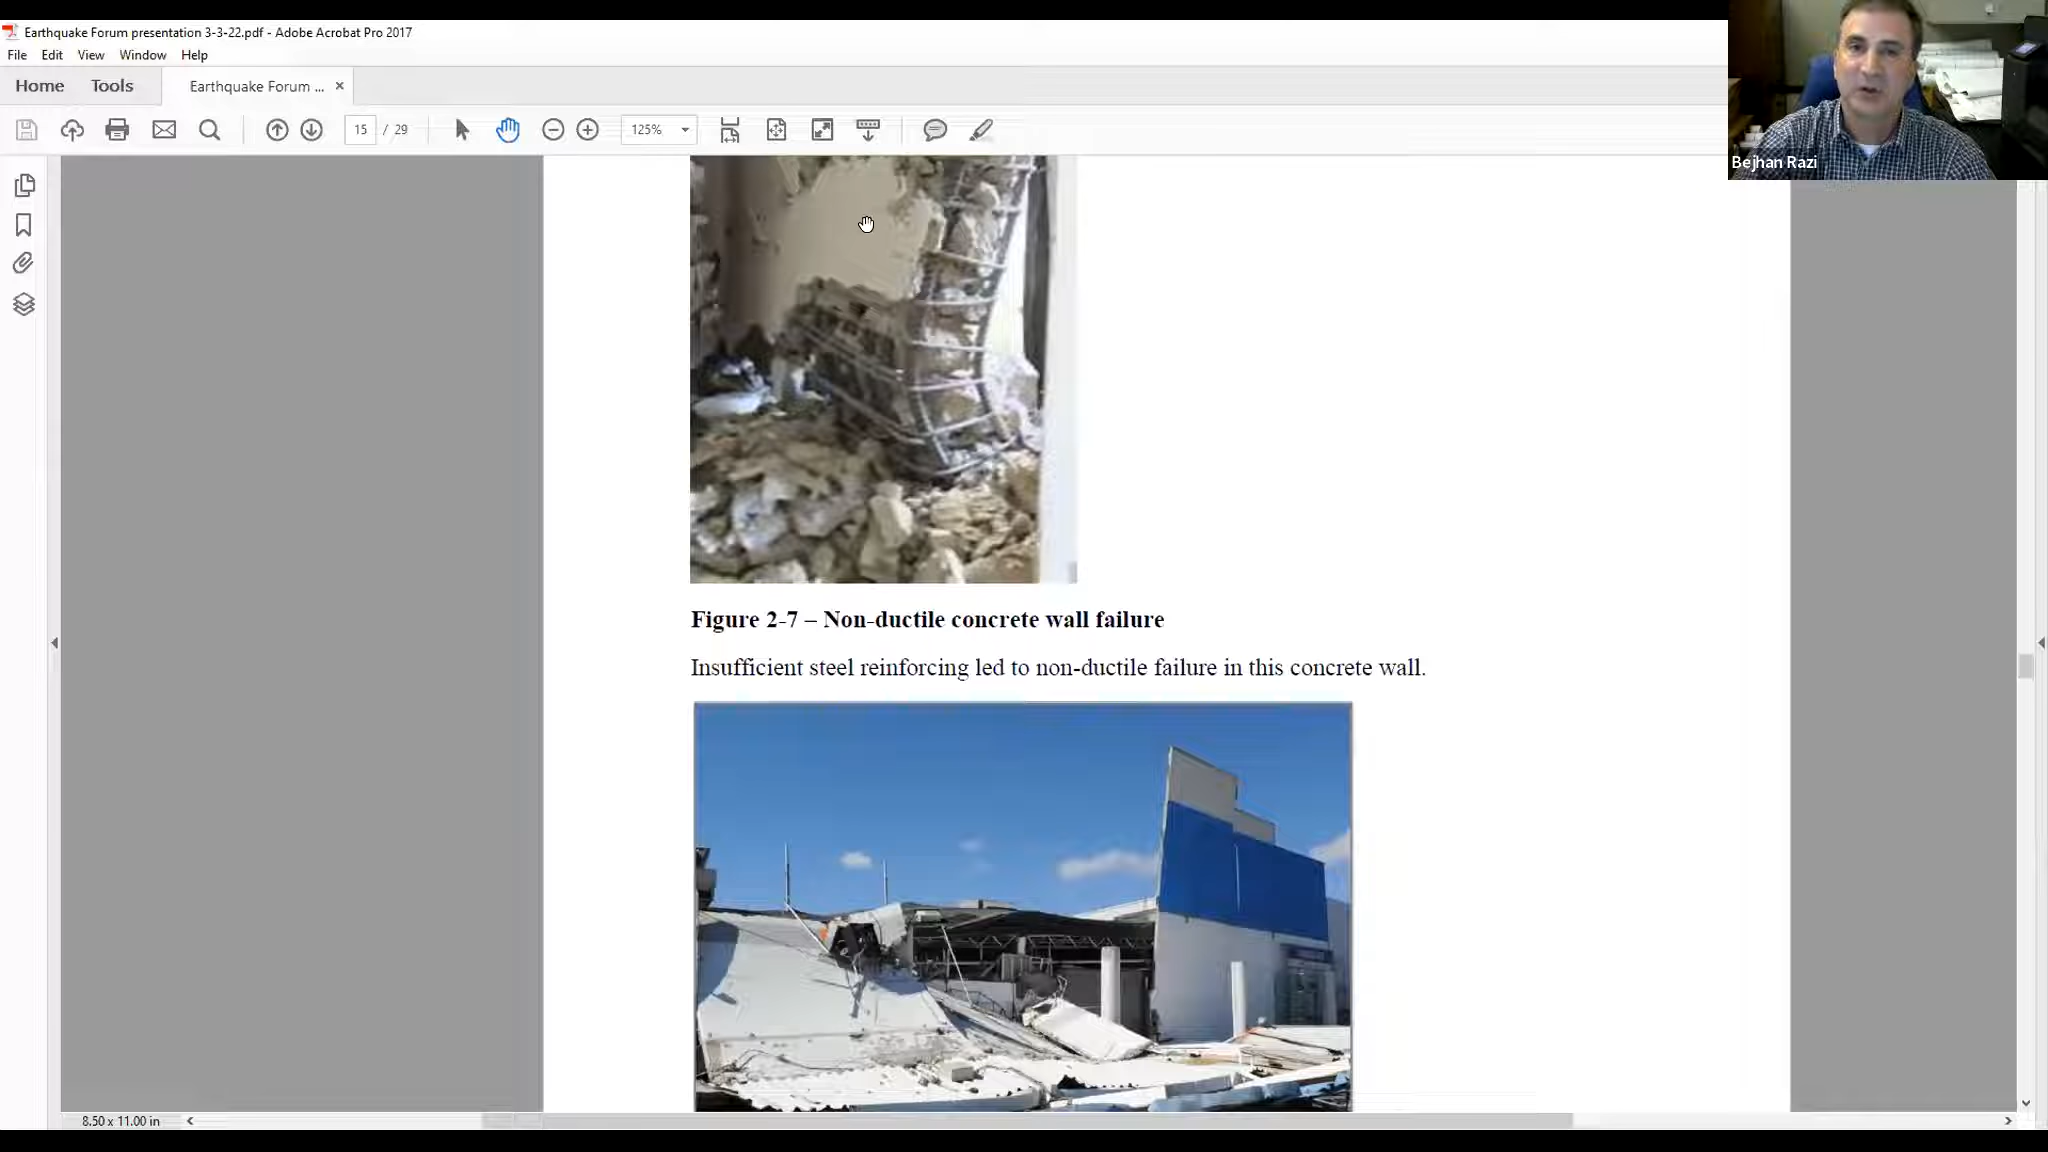 Earthquake Forum presentation 3-3-22.pdf - Adobe Acrobat Pro 2017
File Edit View Window Help
Home Tools Earthquake Forum ... ×
15 / 29 125%
Bejhan Razi
Figure 2-7 – Non-ductile concrete wall failure
Insufficient steel reinforcing led to non-ductile failure in this concrete wall.
8.50 x 11.00 in